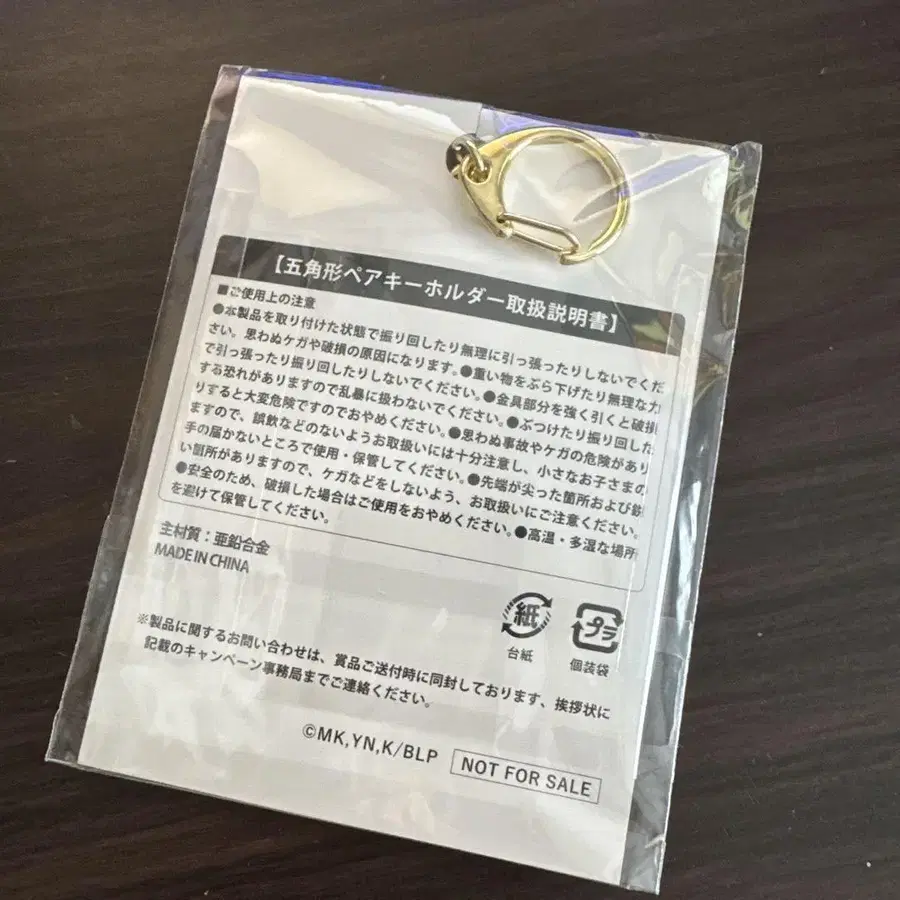 【五角形ペアキーホルダー取扱説明書】
■ご使用上の注意
●本製品を取り付けた状態で振り回したり無理に引っ張ったりしないでくだ
さい。思わぬケガや破損の原因になります。●重い物をぶら下げたり無理な力
で引っ張ったり振り回したりしないでください。●金具部分を強く引くと破損
する恐れがありますので乱暴に扱わないでください。●ぶつけたり振り回した
りすると大変危険ですのでおやめください。●思わぬ事故やケガの危険があり
ますので、誤飲などのないようお取扱いには十分注意し、小さなお子さまの
手の届かないところで使用・保管してください。●先端が尖った箇所および鋭
い箇所がありますので、ケガなどをしないよう、お取扱いにご注意ください。
●安全のため、破損した場合はご使用をおやめください。●高温・多湿な場所
を避けて保管してください。
主材質：亜鉛合金
MADE IN CHINA
紙
台紙
プラ
個装袋
※製品に関するお問い合わせは、賞品ご送付時に同封しております、挨拶状に
記載のキャンペーン事務局までご連絡ください。
©MK,YN,K/BLP
NOT FOR SALE